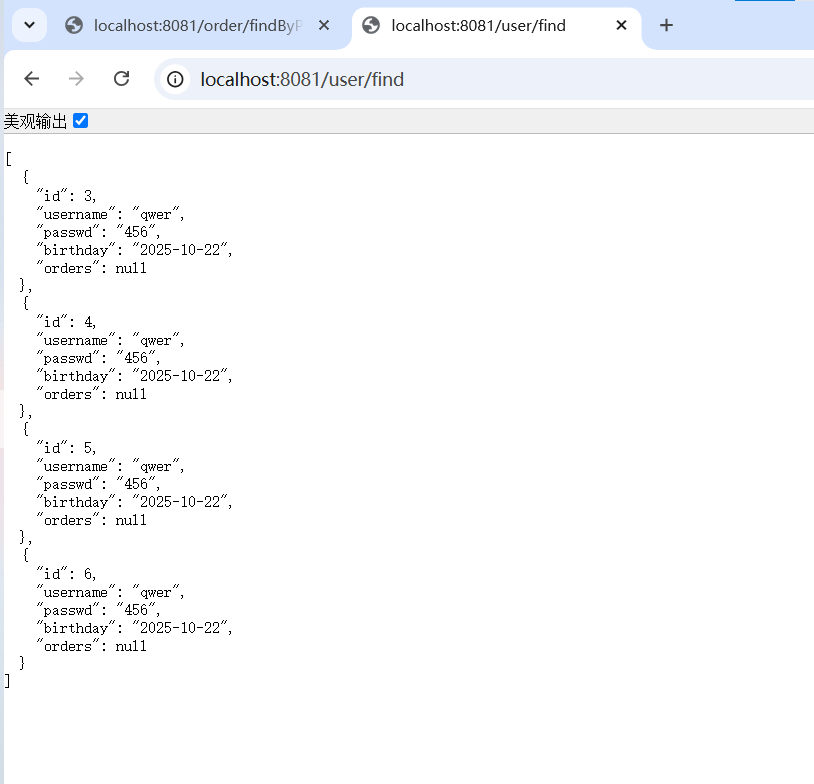 localhost:8081/order/findByP
localhost:8081/user/find
localhost:8081/user/find
美观输出
[
  {
    "id": 3,
    "username": "qwer",
    "passwd": "456",
    "birthday": "2025-10-22",
    "orders": null
  },
  {
    "id": 4,
    "username": "qwer",
    "passwd": "456",
    "birthday": "2025-10-22",
    "orders": null
  },
  {
    "id": 5,
    "username": "qwer",
    "passwd": "456",
    "birthday": "2025-10-22",
    "orders": null
  },
  {
    "id": 6,
    "username": "qwer",
    "passwd": "456",
    "birthday": "2025-10-22",
    "orders": null
  }
]